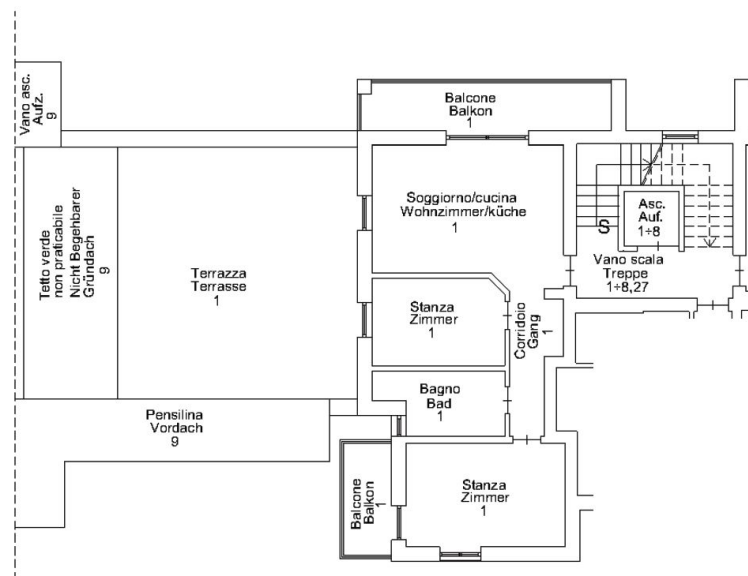 Vano asc.
Aufz.
9
Balcone
Balkon
1
Tetto verde
non praticabile
Nicht Begehbarer
Gründach
9
Terrazza
Terrasse
1
Soggiorno/cucina
Wohnzimmer/küche
1
Asc.
Auf.
1÷8
S
Vano scala
Treppe
1÷8,27
Stanza
Zimmer
1
Corridoio
Gang
1
Bagno
Bad
1
Pensilina
Vordach
9
Balcone
Balkon
1
Stanza
Zimmer
1